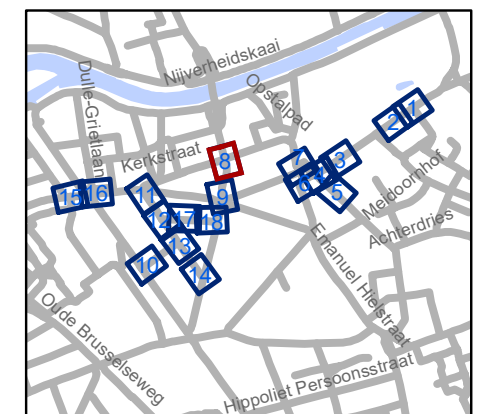 Nijverheidskaai
Dulle-Grietlaan
Opstalpad
1
2
Kerkstraat
8
7
3
4
6
5
Meldoornhof
15
16
11
9
12
17
18
Achterdries
13
Emanuel Hielstraat
10
14
Oude Brusselseweg
Hippoliet Persoonsstraat